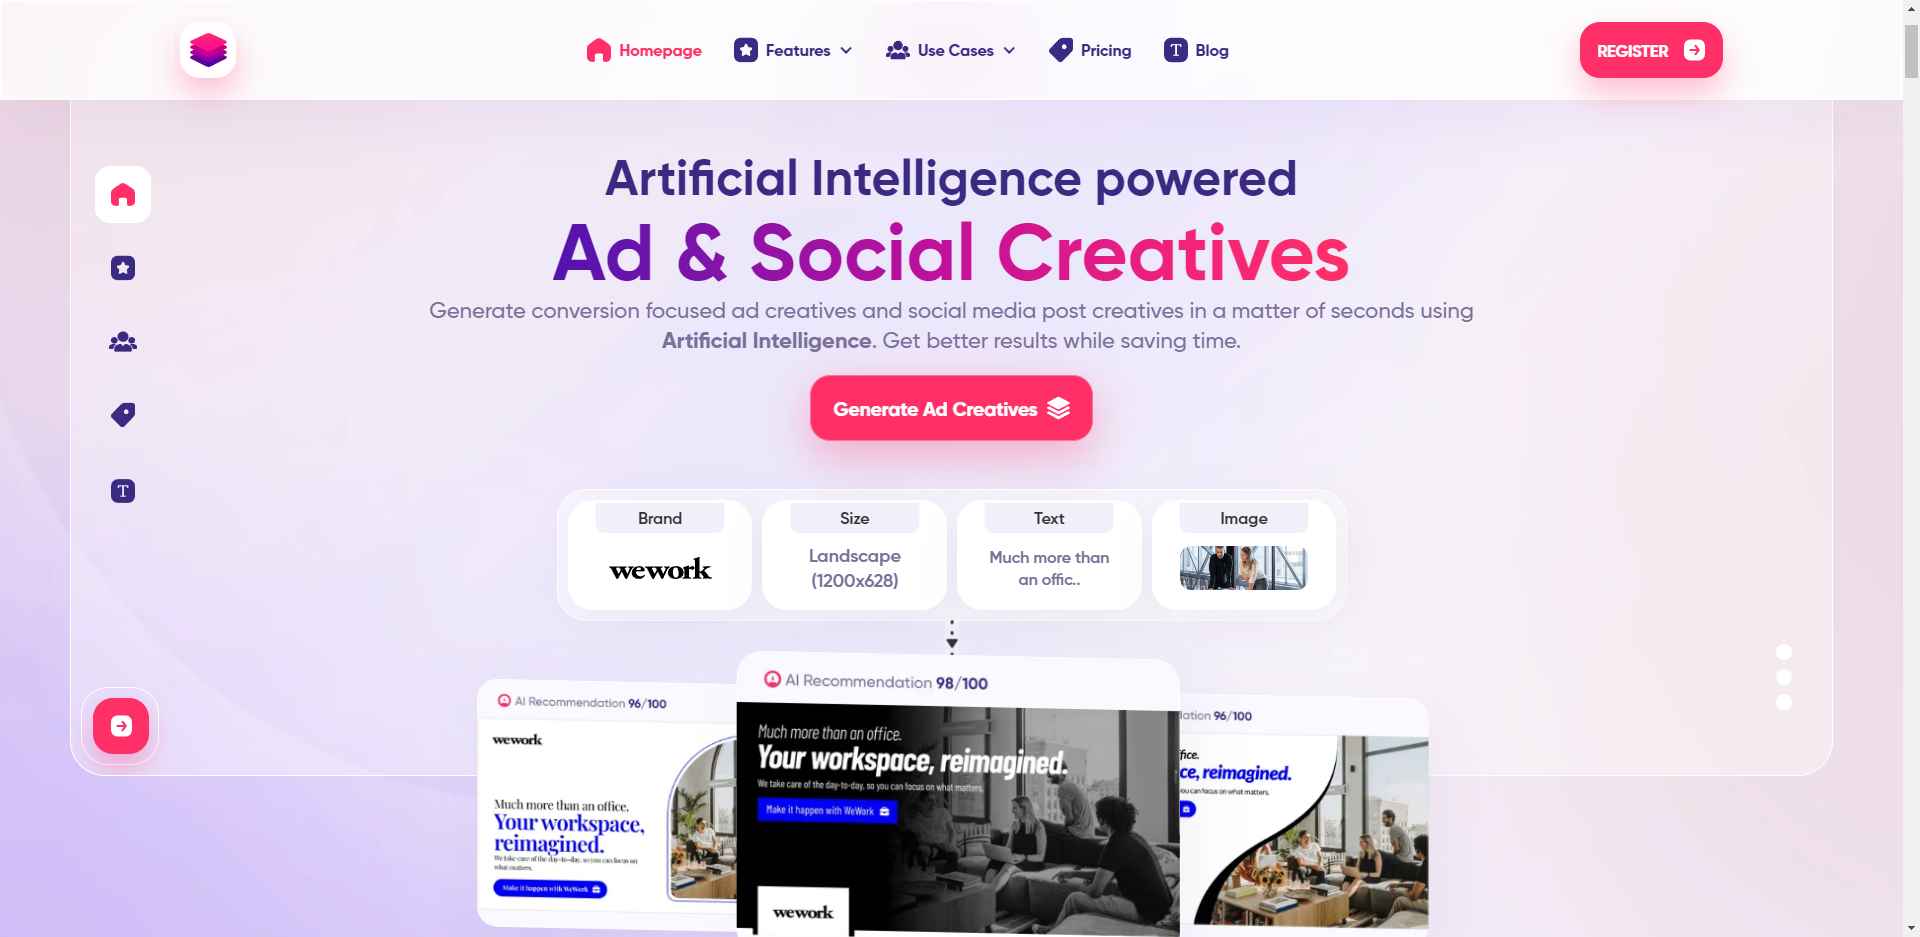 Homepage
Features
Use Cases
Pricing
T Blog
REGISTER
Artificial Intelligence powered
Ad & Social Creatives
Generate conversion focused ad creatives and social media post creatives in a matter of seconds using
Artificial Intelligence. Get better results while saving time.
Generate Ad Creatives
T
Brand
wework
Size
Landscape
(1200x628)
Text
Much more than
an offic..
Image
AI Recommendation 96/100
wework
Much more than an office.
Your workspace,
reimagined.
We take care of the day-to-day, so you can focus on
what matters.
Make it happen with WeWork
AI Recommendation 98/100
Much more than an office.
Your workspace, reimagined.
We take care of the day-to-day, so you can focus on what matters.
Make it happen with WeWork
wework
lation 96/100
fice.
ce, reimagined.
you can focus on what matters.